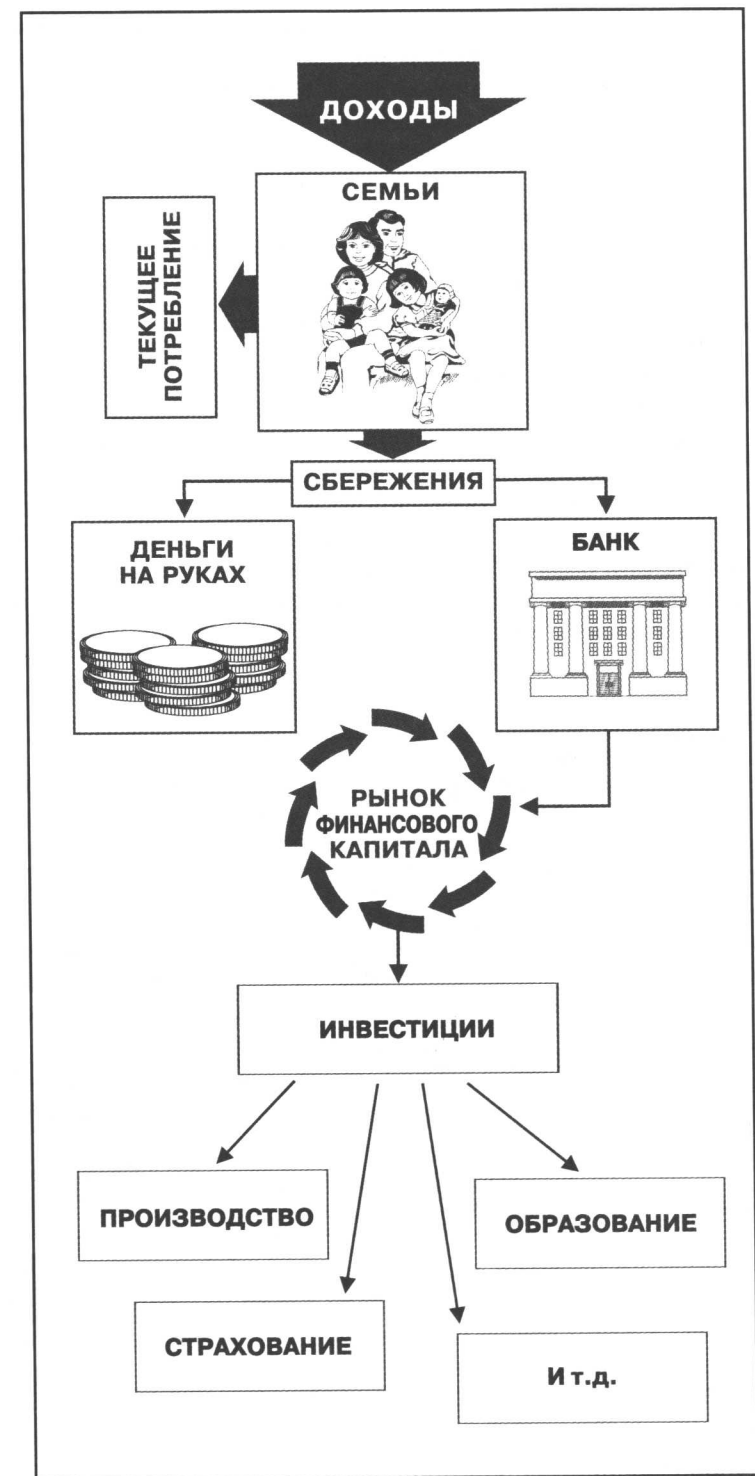 ДОХОДЫ
СЕМЬИ
ТЕКУЩЕЕ
ПОТРЕБЛЕНИЕ
СБЕРЕЖЕНИЯ
ДЕНЬГИ
НА РУКАХ
БАНК
РЫНОК
ФИНАНСОВОГО
КАПИТАЛА
ИНВЕСТИЦИИ
ПРОИЗВОДСТВО
ОБРАЗОВАНИЕ
СТРАХОВАНИЕ
И т.д.